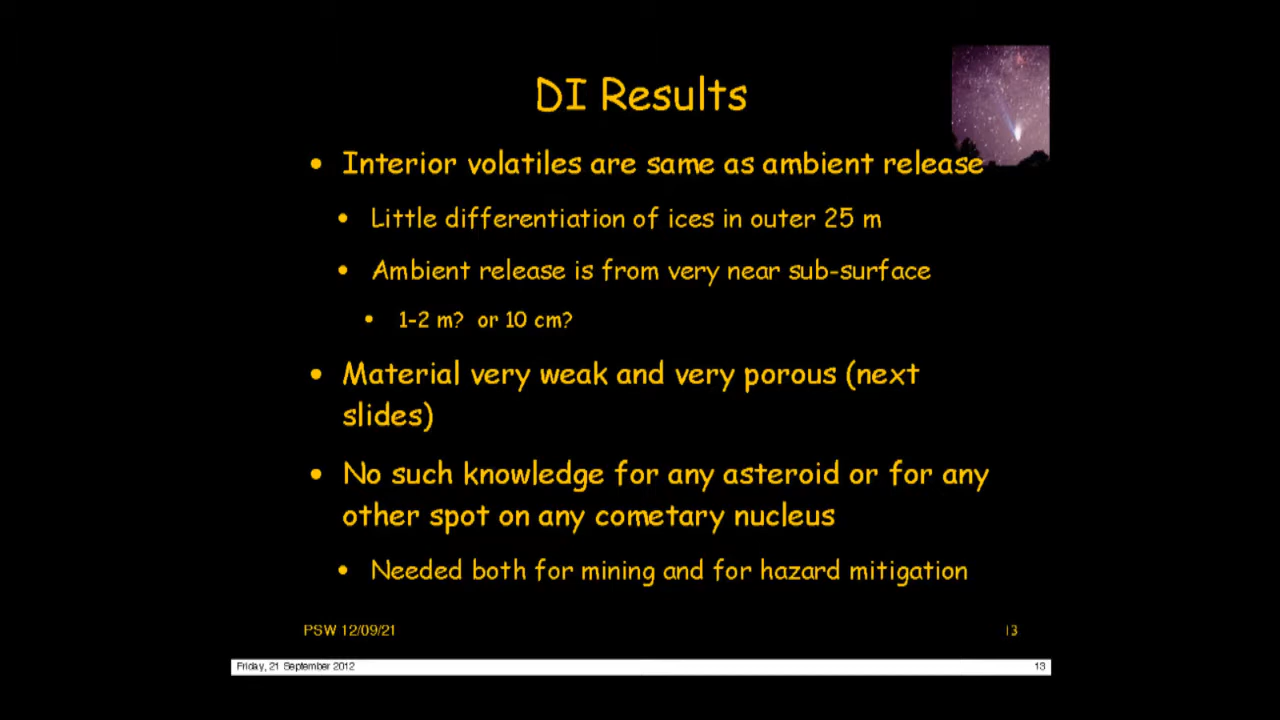 DI Results
• Interior volatiles are same as ambient release
• Little differentiation of ices in outer 25 m
• Ambient release is from very near sub-surface
• 1-2 m? or 10 cm?
• Material very weak and very porous (next
slides)
• No such knowledge for any asteroid or for any
other spot on any cometary nucleus
• Needed both for mining and for hazard mitigation
PSW 12/09/21 13
Friday, 21 September 2012 13